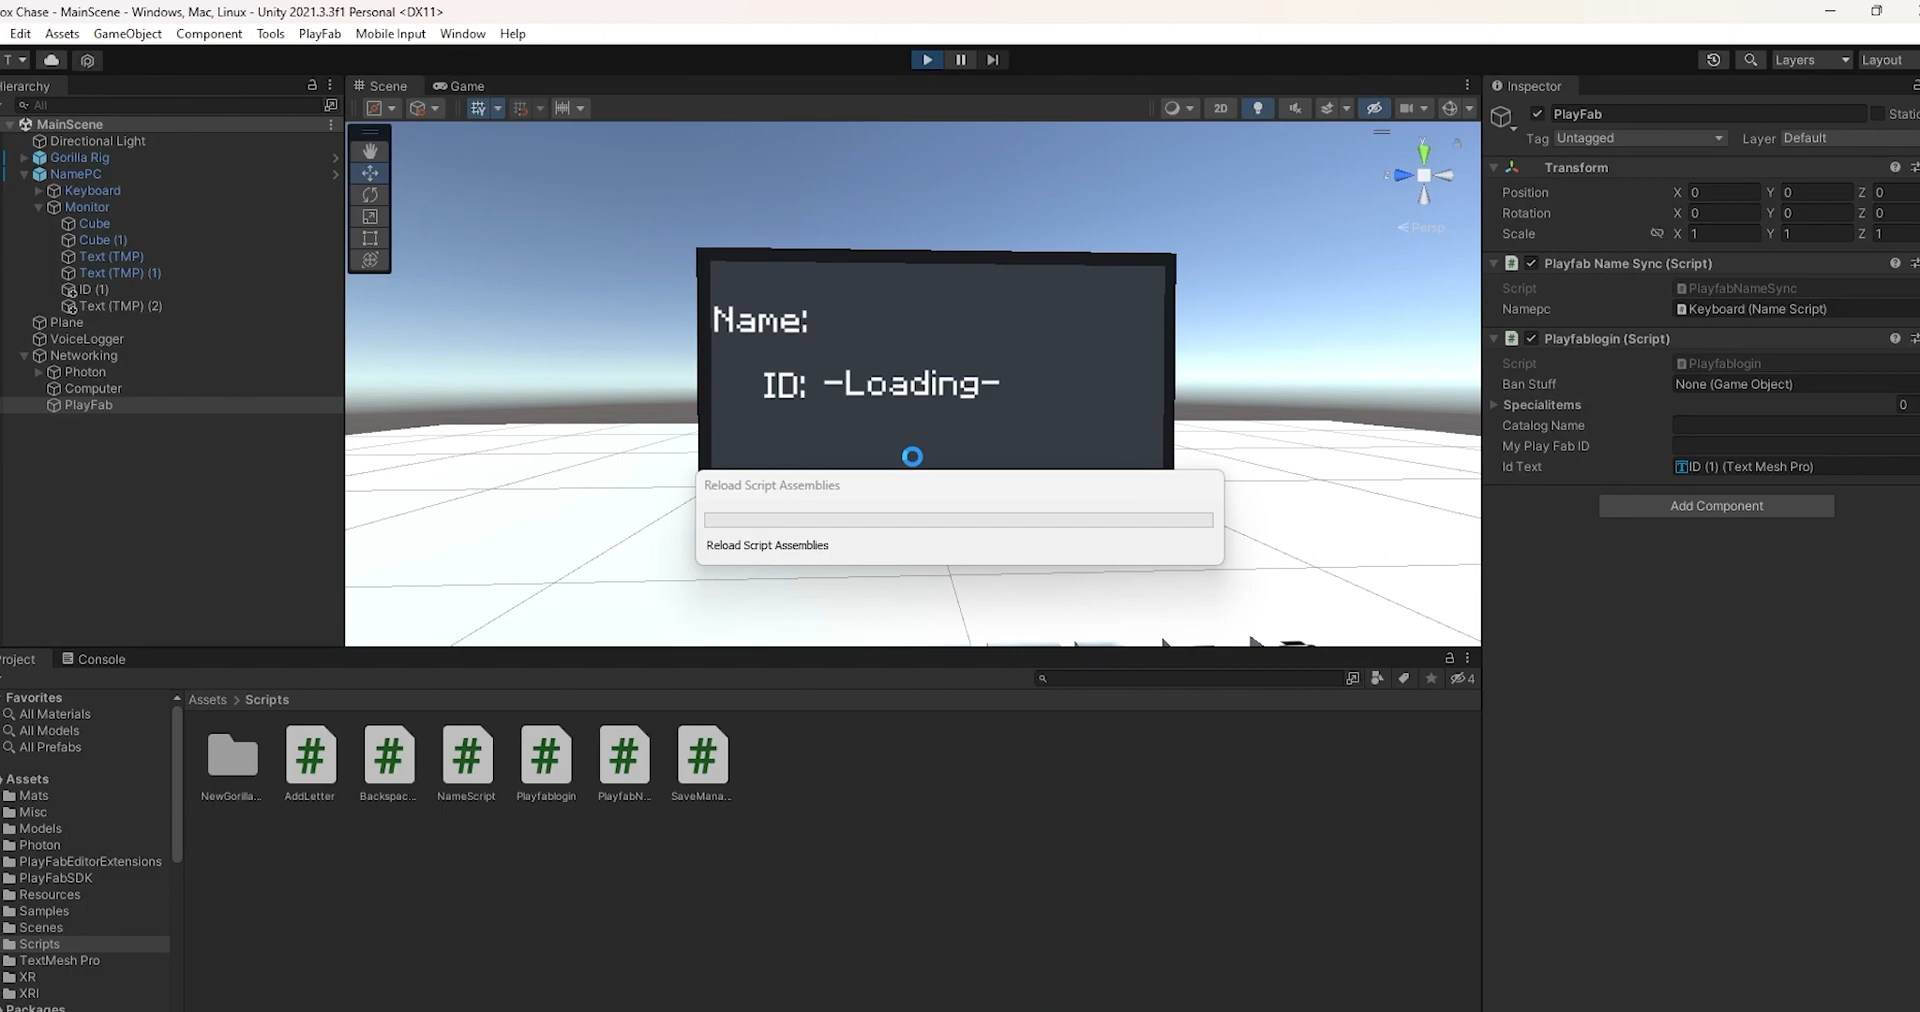 ox Chase - MainScene - Windows, Mac, Linux - Unity 2021.3.3f1 Personal <DX11>
Edit Assets GameObject Component Tools PlayFab Mobile Input Window Help
T
Layers
Layout
Hierarchy
All
MainScene
Directional Light
Gorilla Rig
NamePC
Keyboard
Monitor
Cube
Cube (1)
Text (TMP)
Text (TMP) (1)
ID (1)
Text (TMP) (2)
Plane
VoiceLogger
Networking
Photon
Computer
PlayFab
Scene
Game
2D
y
z
Persp
Name:
ID: -Loading-
Reload Script Assemblies
Reload Script Assemblies
Inspector
PlayFab
Static
Tag Untagged
Layer Default
Transform
Position X 0 Y 0 Z 0
Rotation X 0 Y 0 Z 0
Scale X 1 Y 1 Z 1
# Playfab Name Sync (Script)
Script PlayfabNameSync
Namepc Keyboard (Name Script)
# Playfablogin (Script)
Script Playfablogin
Ban Stuff None (Game Object)
Specialitems 0
Catalog Name
My Play Fab ID
Id Text ID (1) (Text Mesh Pro)
Add Component
roject
Console
4
Favorites
All Materials
All Models
All Prefabs
Assets
Mats
Misc
Models
Photon
PlayFabEditorExtensions
PlayFabSDK
Resources
Samples
Scenes
Scripts
TextMesh Pro
XR
XRI
Packages
Assets > Scripts
# # # # # #
NewGorilla... AddLetter Backspac... NameScript Playfablogin PlayfabN... SaveMana...